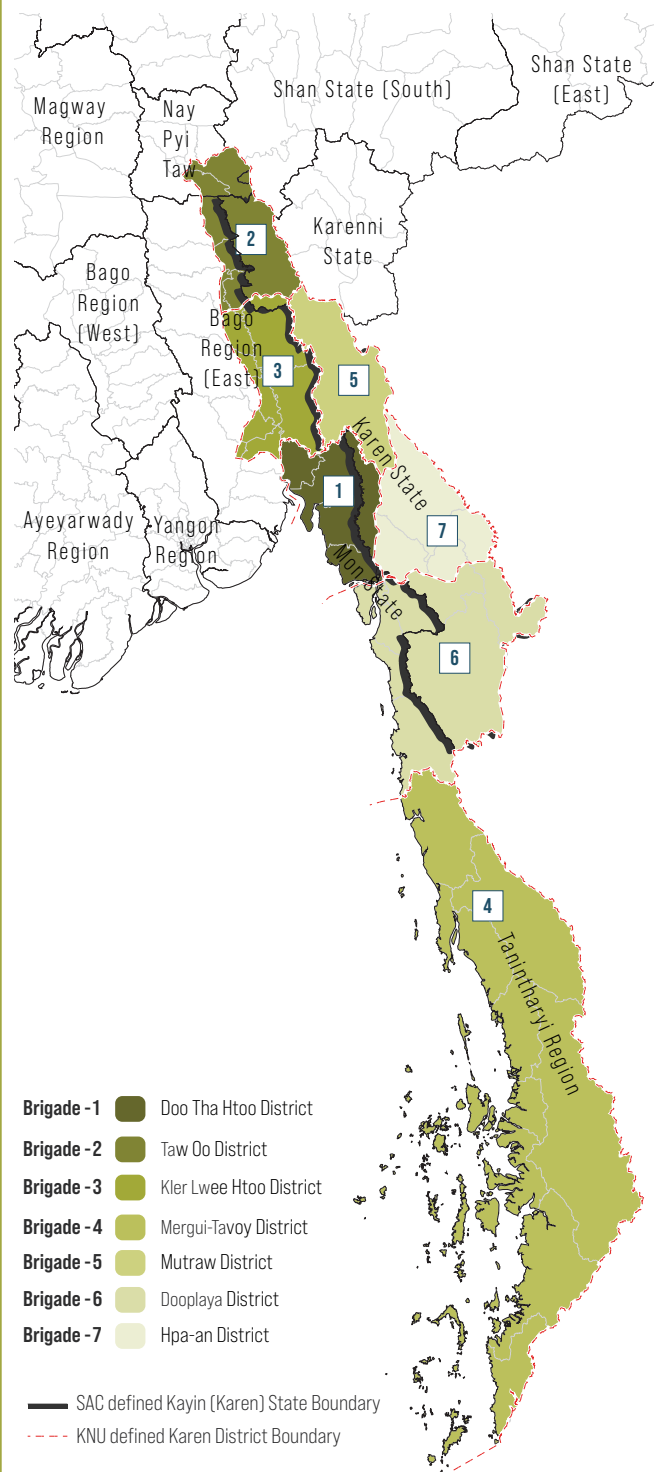 Shan State (South)
Shan State
(East)
Magway
Region
Nay
Pyi
Taw
Karenni
State
2
Bago
Region
(West)
Bago
Region
(East)
3
5
Karen State
1
7
Ayeyarwady
Region
Yangon
Region
Mon State
6
4
Tanintharyi Region
Brigade -1 Doo Tha Htoo District
Brigade -2 Taw Oo District
Brigade -3 Kler Lwee Htoo District
Brigade -4 Mergui-Tavoy District
Brigade -5 Mutraw District
Brigade -6 Dooplaya District
Brigade -7 Hpa-an District
SAC defined Kayin (Karen) State Boundary
KNU defined Karen District Boundary